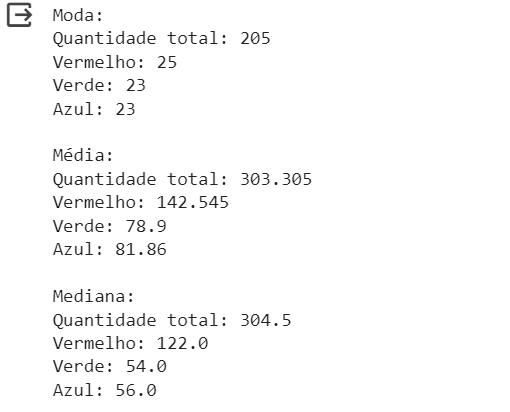 Moda:
Quantidade total: 205
Vermelho: 25
Verde: 23
Azul: 23
Média:
Quantidade total: 303.305
Vermelho: 142.545
Verde: 78.9
Azul: 81.86
Mediana:
Quantidade total: 304.5
Vermelho: 122.0
Verde: 54.0
Azul: 56.0